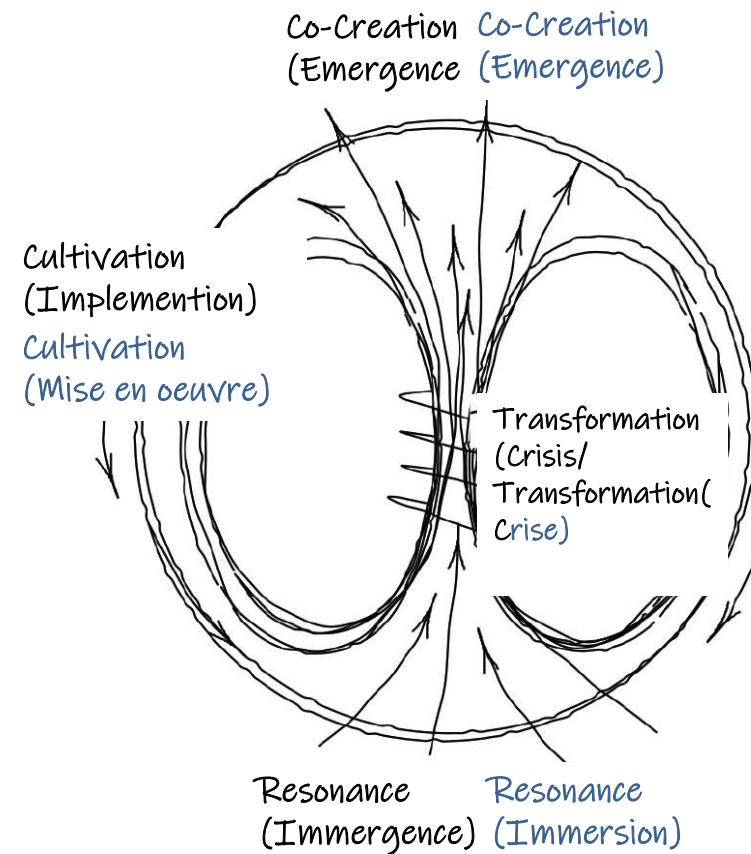 Co-Creation Co-Creation
(Emergence (Emergence)
Cultivation
(Implemention)
Cultivation
(Mise en oeuvre)
Transformation
(Crisis/
Transformation(
Crise)
Resonance Resonance
(Immergence) (Immersion)